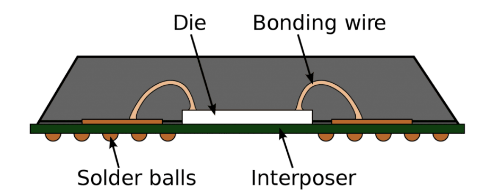 Die
Bonding wire
Solder balls
Interposer